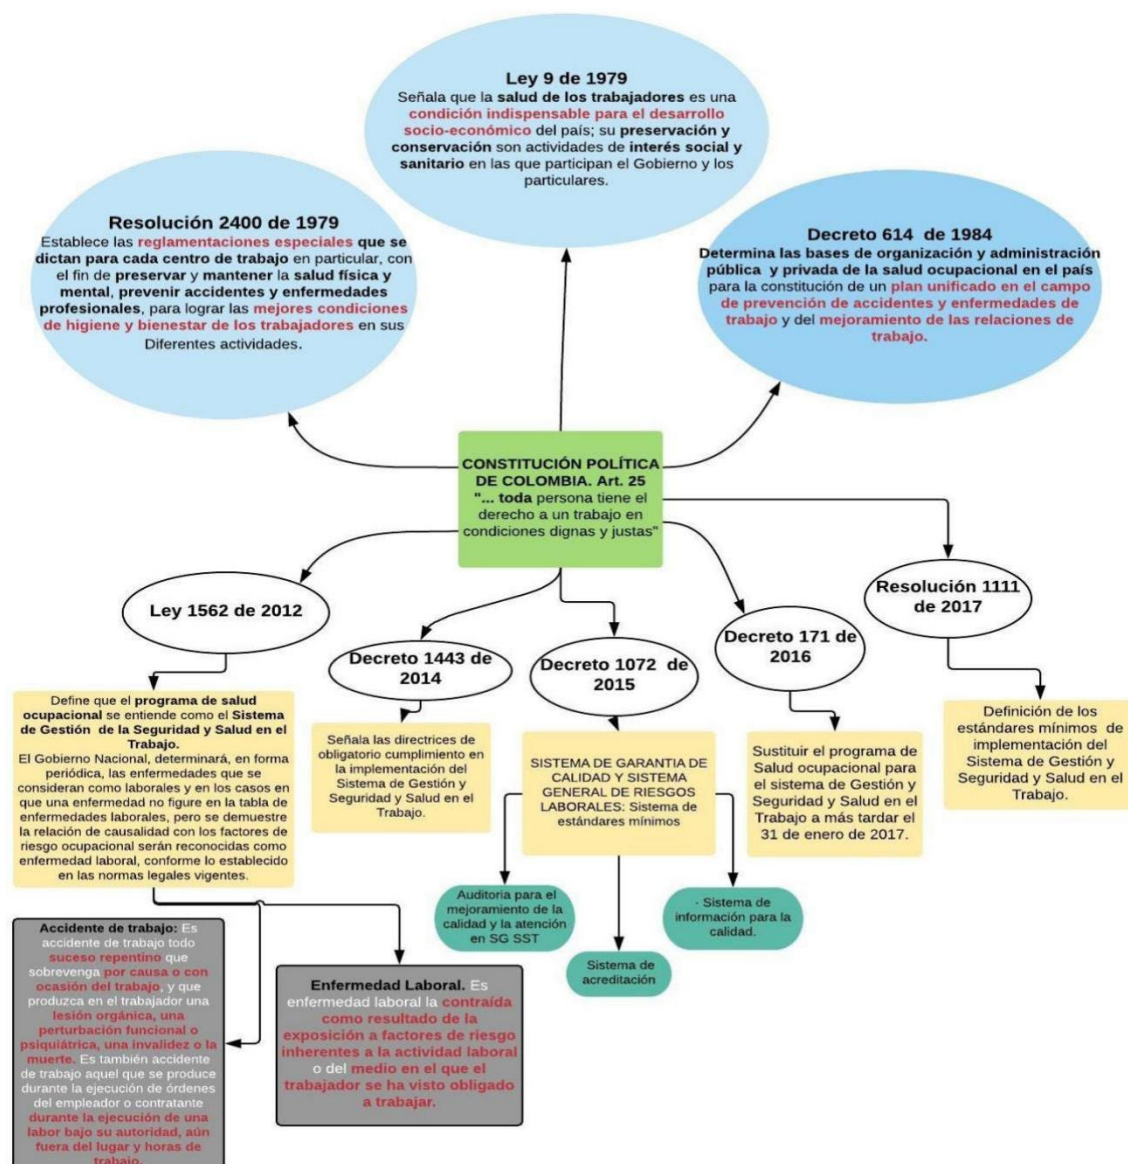 Ley 9 de 1979
Señala que la salud de los trabajadores es una
condición indispensable para el desarrollo
socio-económico del país; su preservación y
conservación son actividades de interés social y
sanitario en las que participan el Gobierno y los
particulares.
Resolución 2400 de 1979
Establece las reglamentaciones especiales que se
dictan para cada centro de trabajo en particular, con
el fin de preservar y mantener la salud física y
mental, prevenir accidentes y enfermedades
profesionales, para lograr las mejores condiciones
de higiene y bienestar de los trabajadores en sus
Diferentes actividades.
Decreto 614 de 1984
Determina las bases de organización y administración
pública y privada de la salud ocupacional en el país
para la constitución de un plan unificado en el campo
de prevención de accidentes y enfermedades de
trabajo y del mejoramiento de las relaciones de
trabajo.
CONSTITUCIÓN POLÍTICA
DE COLOMBIA. Art. 25
"... toda persona tiene el
derecho a un trabajo en
condiciones dignas y justas"
Ley 1562 de 2012
Decreto 1443 de
2014
Decreto 1072 de
2015
Decreto 171 de
2016
Resolución 1111
de 2017
Define que el programa de salud
ocupacional se entiende como el Sistema
de Gestión de la Seguridad y Salud en el
Trabajo.
El Gobierno Nacional, determinará, en forma
periódica, las enfermedades que se
consideran como laborales y en los casos en
que una enfermedad no figure en la tabla de
enfermedades laborales, pero se demuestre
la relación de causalidad con los factores de
riesgo ocupacional serán reconocidas como
enfermedad laboral, conforme lo establecido
en las normas legales vigentes.
Señala las directrices de
obligatorio cumplimiento en
la implementación del
Sistema de Gestión y
Seguridad y Salud en el
Trabajo.
SISTEMA DE GARANTIA DE
CALIDAD Y SISTEMA
GENERAL DE RIESGOS
LABORALES: Sistema de
estándares mínimos
Sustituir el programa de
Salud ocupacional para
el sistema de Gestión y
Seguridad y Salud en el
Trabajo a más tardar el
31 de enero de 2017.
Definición de los
estándares mínimos de
implementación del
Sistema de Gestión y
Seguridad y Salud en el
Trabajo.
Auditoria para el
mejoramiento de la
calidad y la atención
en SG SST
Sistema de
acreditación
· Sistema de
información para la
calidad.
Accidente de trabajo: Es
accidente de trabajo todo
suceso repentino que
sobrevenga por causa o con
ocasión del trabajo, y que
produzca en el trabajador una
lesión orgánica, una
perturbación funcional o
psiquiátrica, una invalidez o la
muerte. Es también accidente
de trabajo aquel que se produce
durante la ejecución de órdenes
del empleador o contratante
durante la ejecución de una
labor bajo su autoridad, aún
fuera del lugar y horas de
trabajo.
Enfermedad Laboral. Es
enfermedad laboral la contraída
como resultado de la
exposición a factores de riesgo
inherentes a la actividad laboral
o del medio en el que
el trabajador se ha visto obligado
a trabajar.